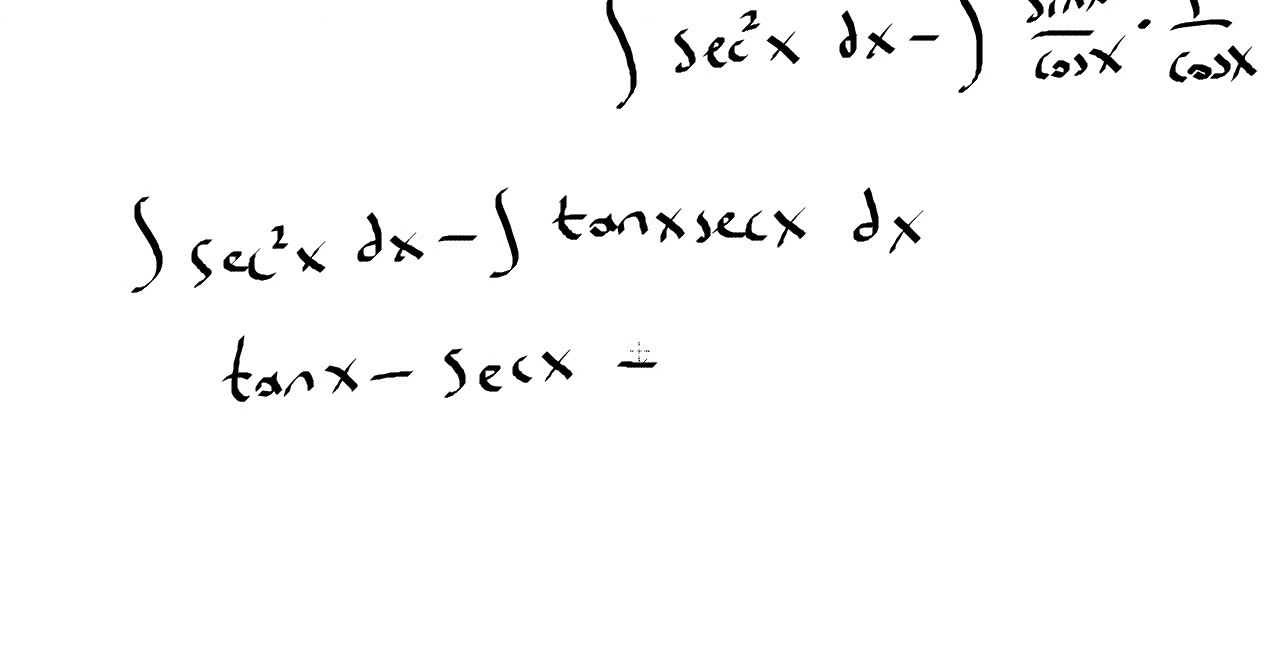 ∫ sec²x dx - ∫ sinx/cosx · 1/cosx
∫ sec²x dx - ∫ tanxsecx dx
tanx - secx -